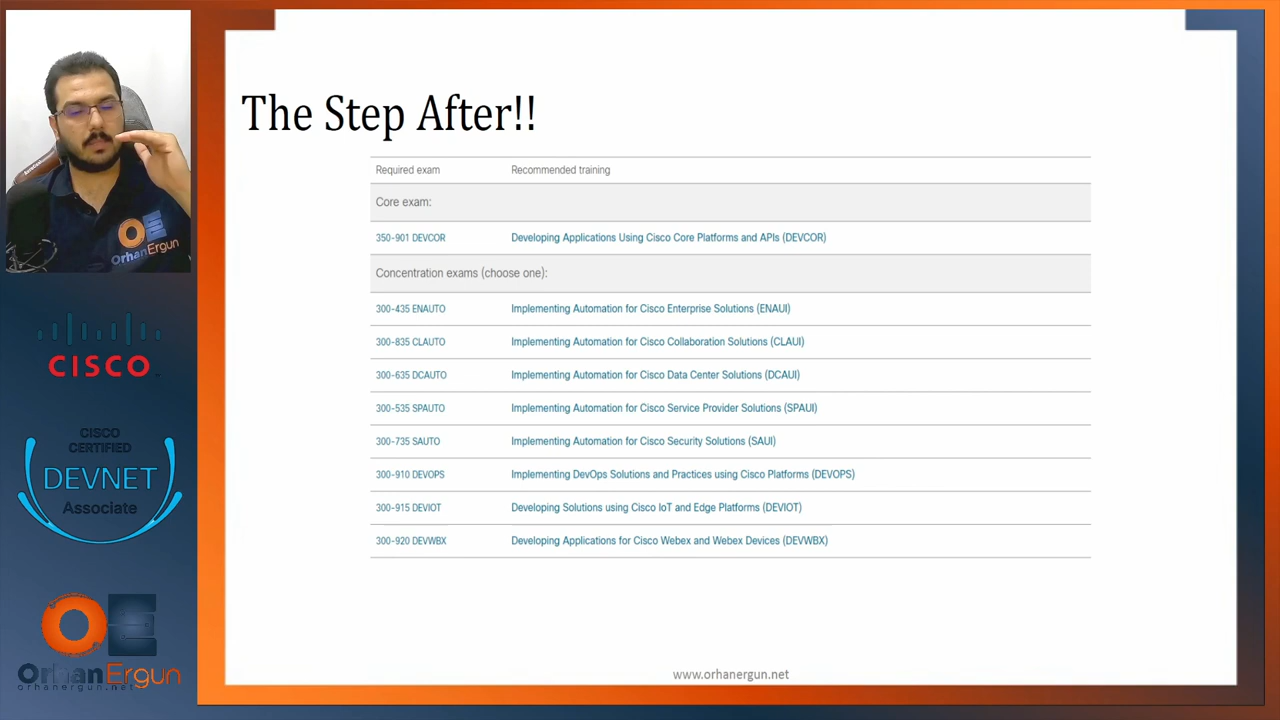 The Step After!!
Required exam Recommended training
Core exam:
350-901 DEVCOR Developing Applications Using Cisco Core Platforms and APIs (DEVCOR)
Concentration exams (choose one):
300-435 ENAUTO Implementing Automation for Cisco Enterprise Solutions (ENAUI)
300-835 CLAUTO Implementing Automation for Cisco Collaboration Solutions (CLAUI)
300-635 DCAUTO Implementing Automation for Cisco Data Center Solutions (DCAUI)
300-535 SPAUTO Implementing Automation for Cisco Service Provider Solutions (SPAUI)
300-735 SAUTO Implementing Automation for Cisco Security Solutions (SAUI)
300-910 DEVOPS Implementing DevOps Solutions and Practices using Cisco Platforms (DEVOPS)
300-915 DEVIOT Developing Solutions using Cisco IoT and Edge Platforms (DEVIOT)
300-920 DEVWBX Developing Applications for Cisco Webex and Webex Devices (DEVWBX)
www.orhanergun.net
OE
OrhanErgun
CISCO
CISCO
CERTIFIED
DEVNET
Associate
OE
OrhanErgun
orhanergun.net